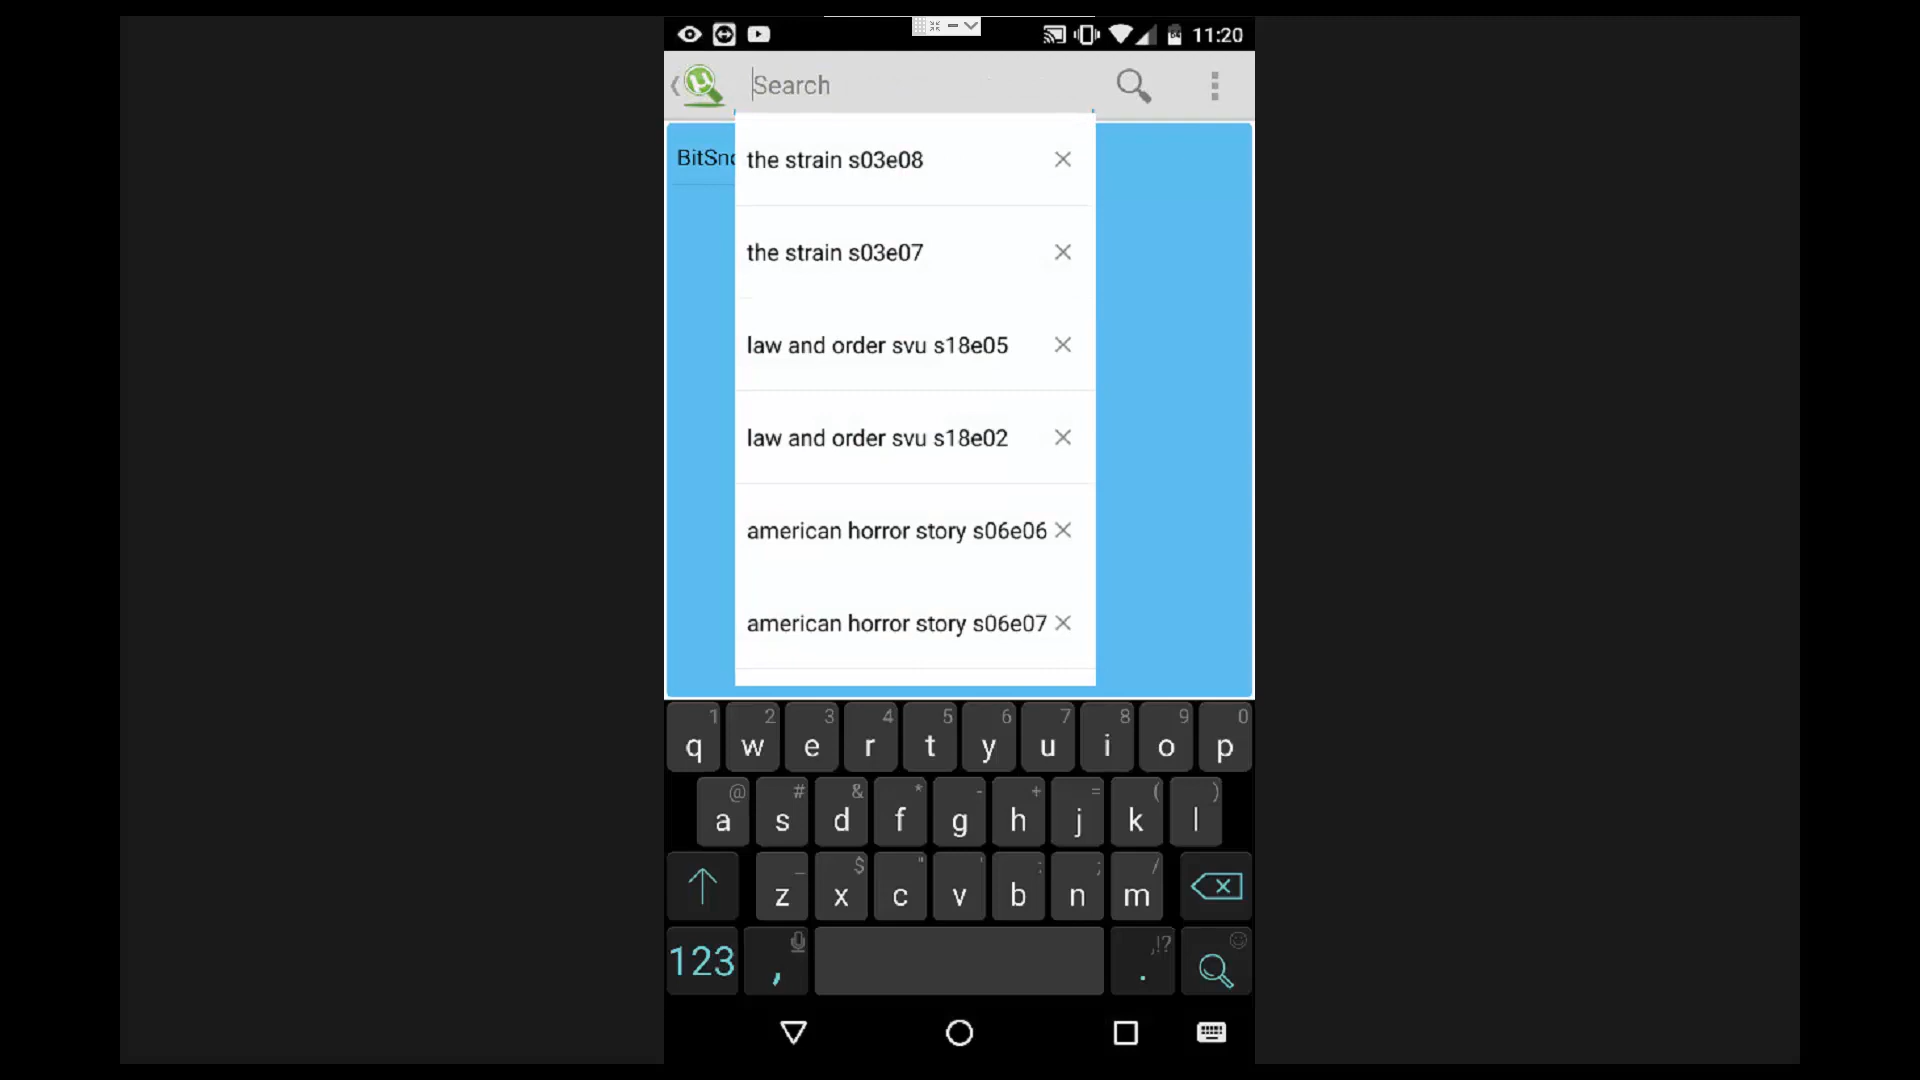 11:20
Search
BitSno
the strain s03e08
the strain s03e07
law and order svu s18e05
law and order svu s18e02
american horror story s06e06
american horror story s06e07
1 2 3 4 5 6 7 8 9 0
q w e r t y u i o p
@ # & * - + = ( )
a s d f g h j k l
_ $ " ' : ; /
z x c v b n m
,!?
123 , .